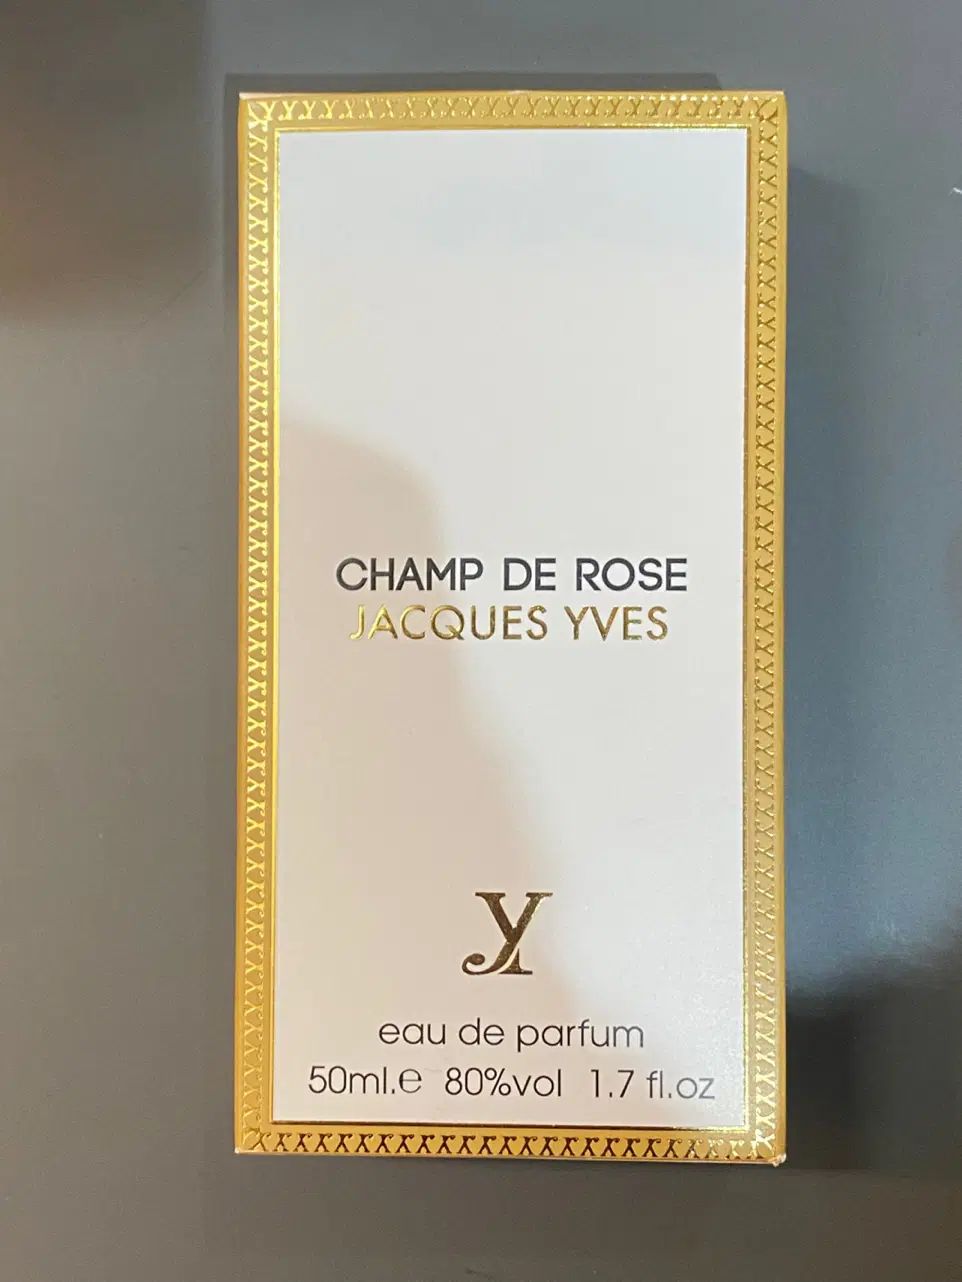 CHAMP DE ROSE
JACQUES YVES
JY
eau de parfum
50ml.e 80%vol 1.7 fl.oz